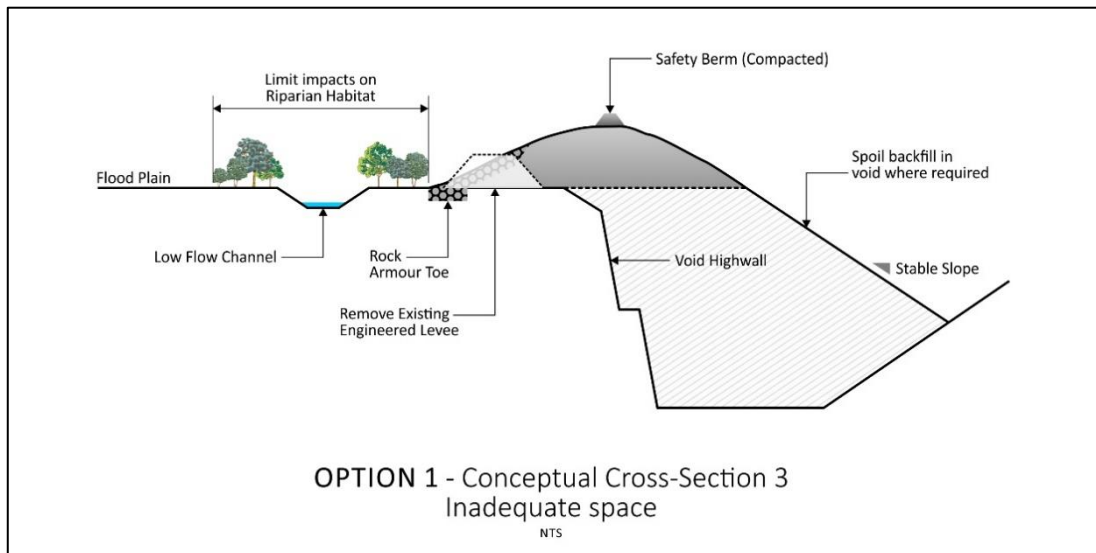 Safety Berm (Compacted)
Limit impacts on
Riparian Habitat
Flood Plain
Spoil backfill in
void where required
Low Flow Channel
Rock
Armour Toe
Void Highwall
Stable Slope
Remove Existing
Engineered Levee
OPTION 1 - Conceptual Cross-Section 3
Inadequate space
NTS